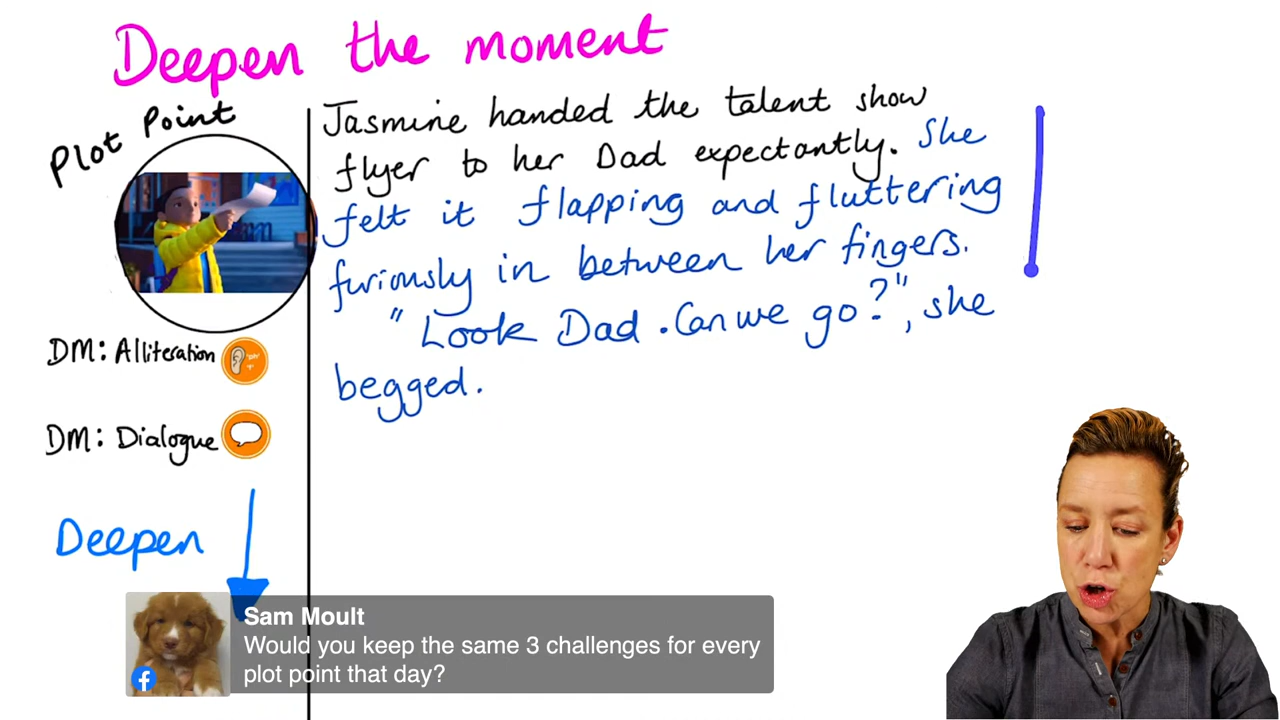 Deepen the moment
Plot Point
Jasmine handed the talent show
flyer to her Dad expectantly. She
felt it flapping and fluttering
furiously in between her fingers.
"Look Dad. Can we go?", she
begged.
DM: Alliteration
DM: Dialogue
Deepen
Sam Moult
Would you keep the same 3 challenges for every
plot point that day?